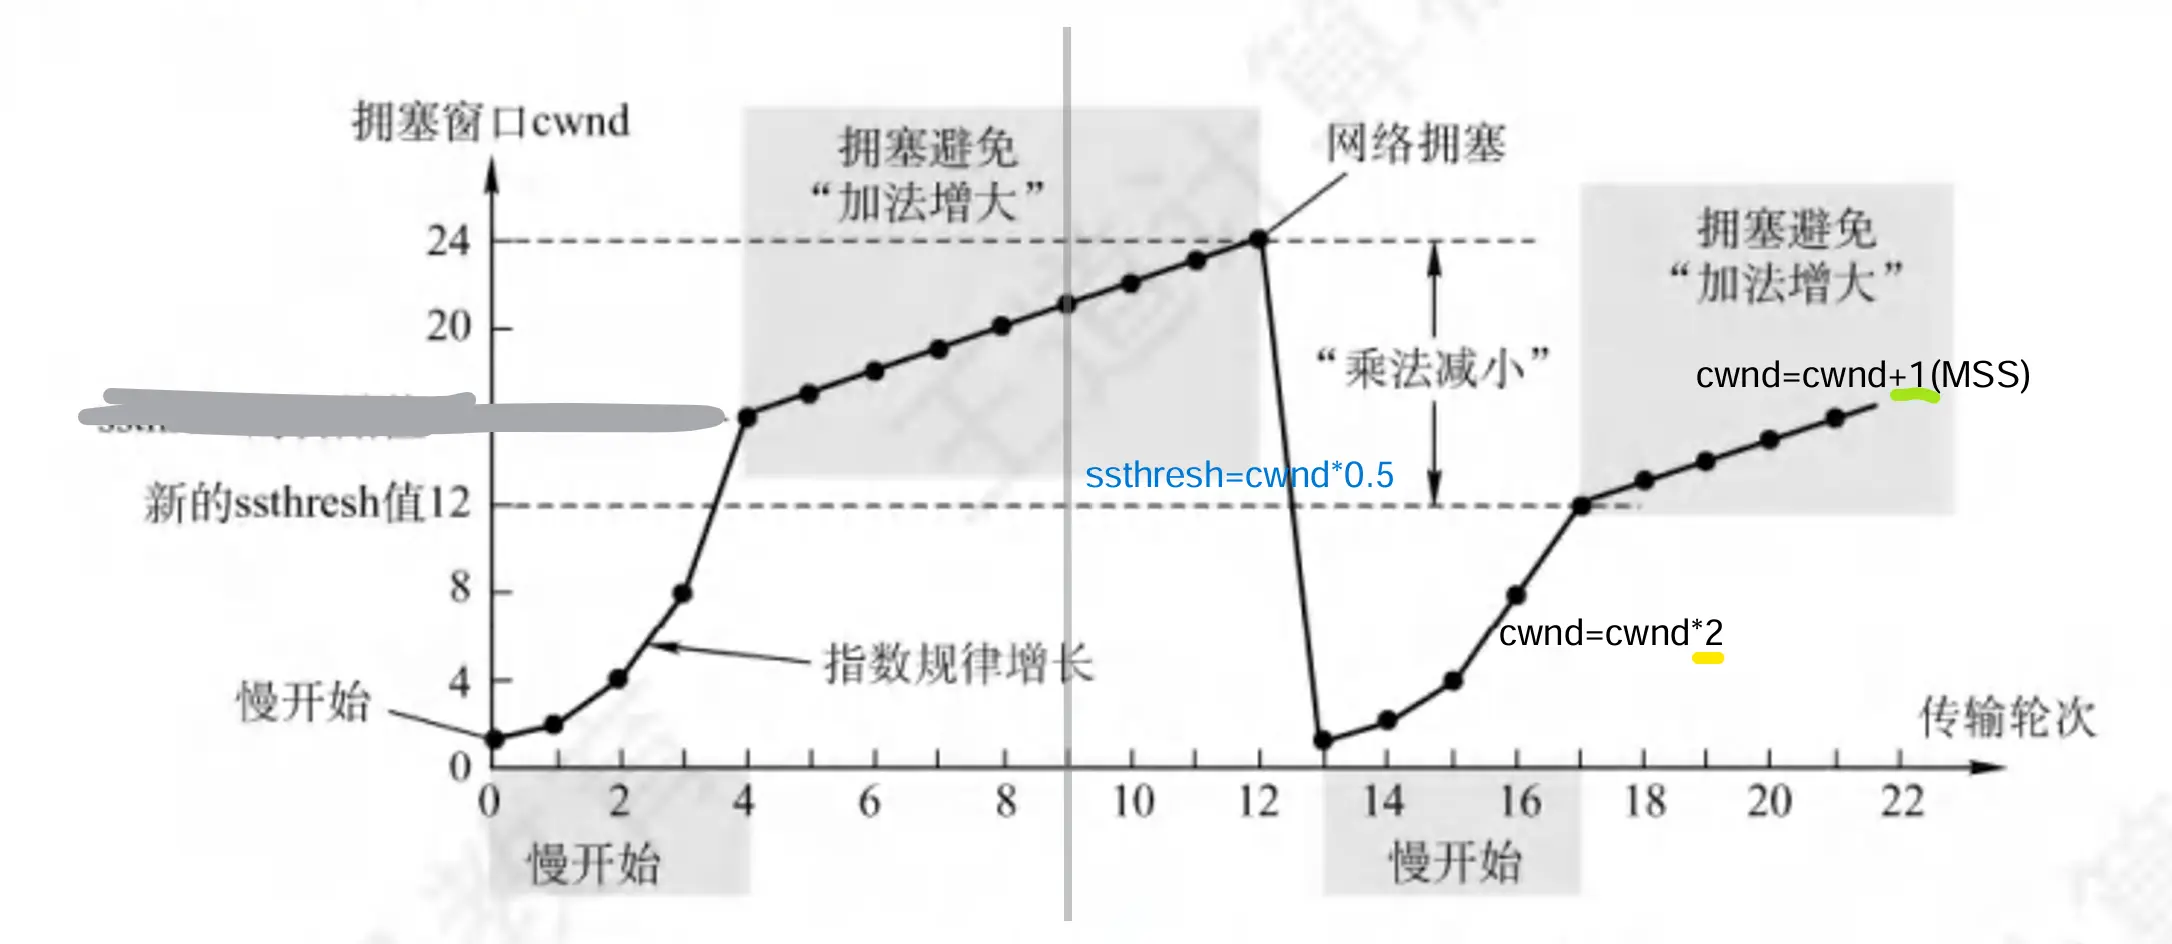 拥塞窗口cwnd
拥塞避免
“加法增大”
网络拥塞
24
拥塞避免
“加法增大”
20
“乘法减小”
cwnd=cwnd+1(MSS)
ssthresh=cwnd*0.5
新的ssthresh值12
8
cwnd=cwnd*2
指数规律增长
4
慢开始
传输轮次
0
0 2 4 6 8 10 12 14 16 18 20 22
慢开始 慢开始